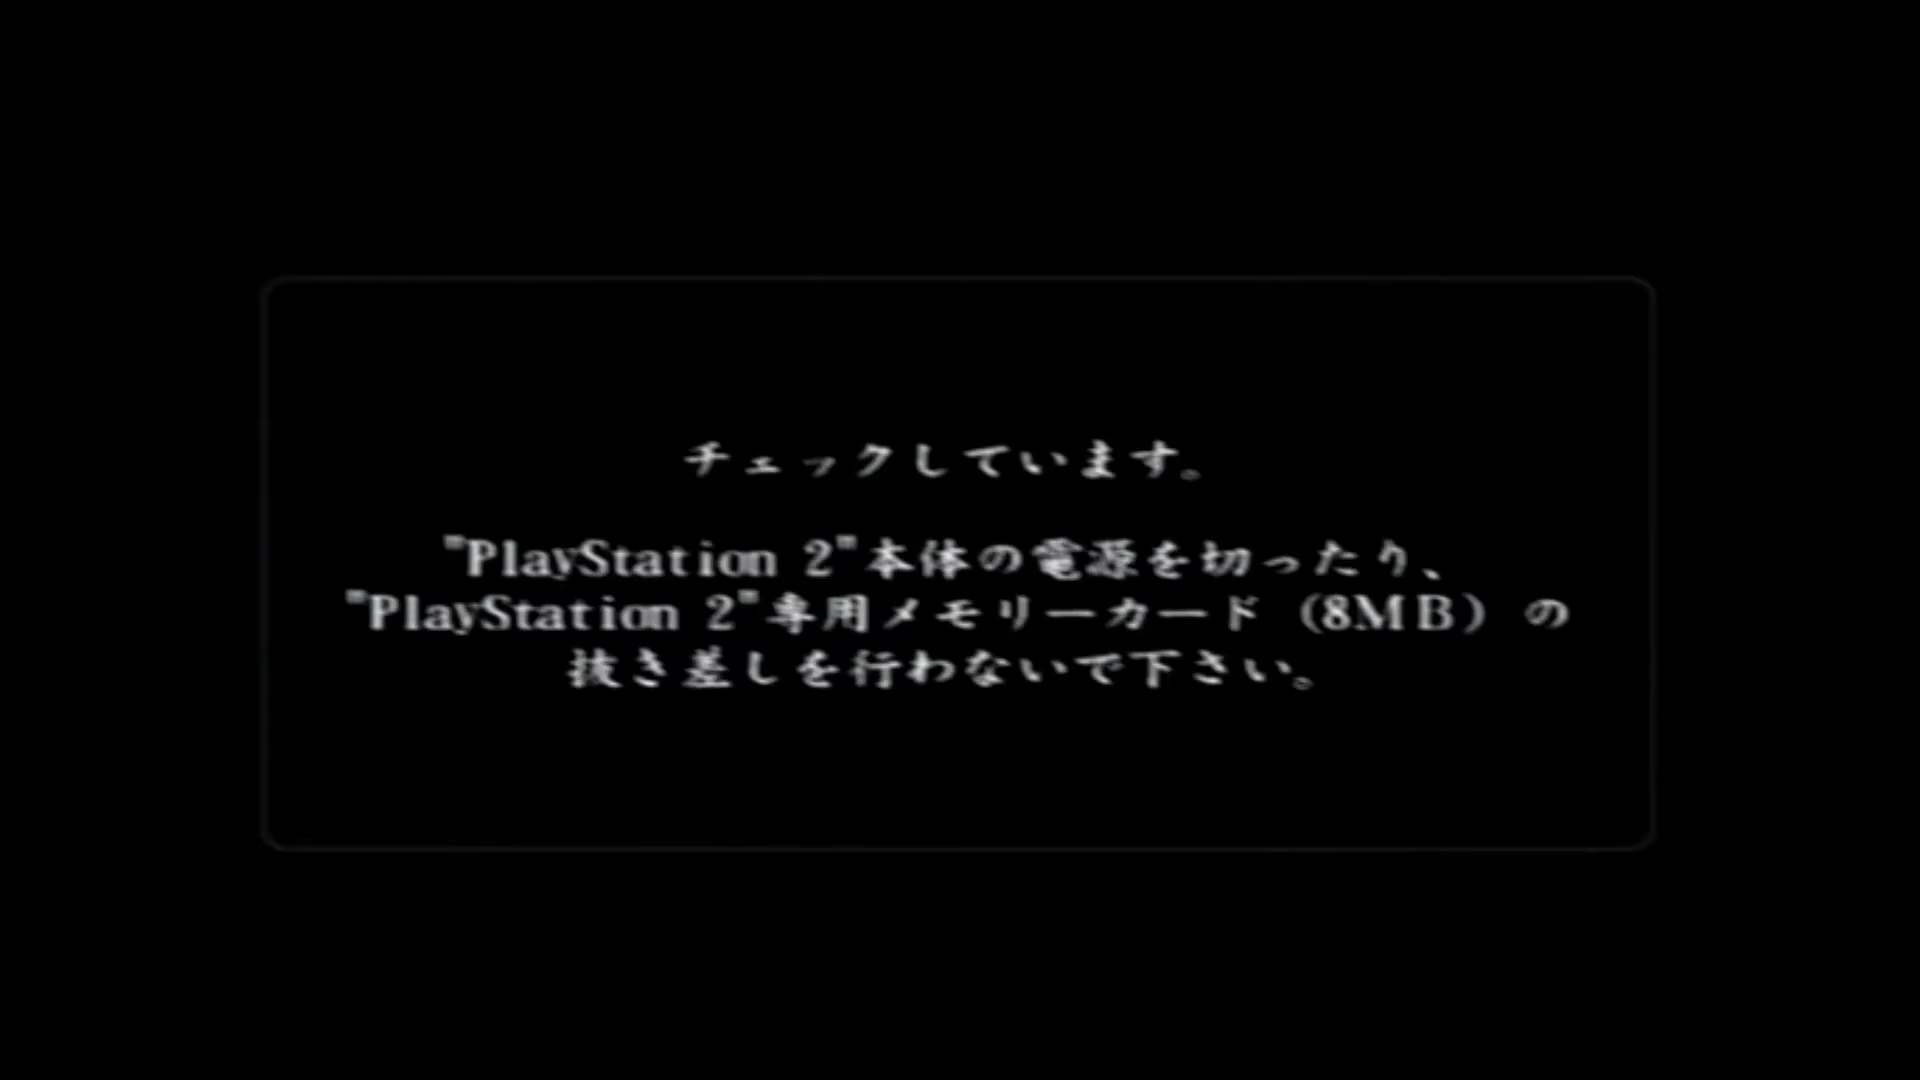 チェックしています。
"PlayStation 2"本体の電源を切ったり、
"PlayStation 2"専用メモリーカード（8MB）の
抜き差しを行わないで下さい。